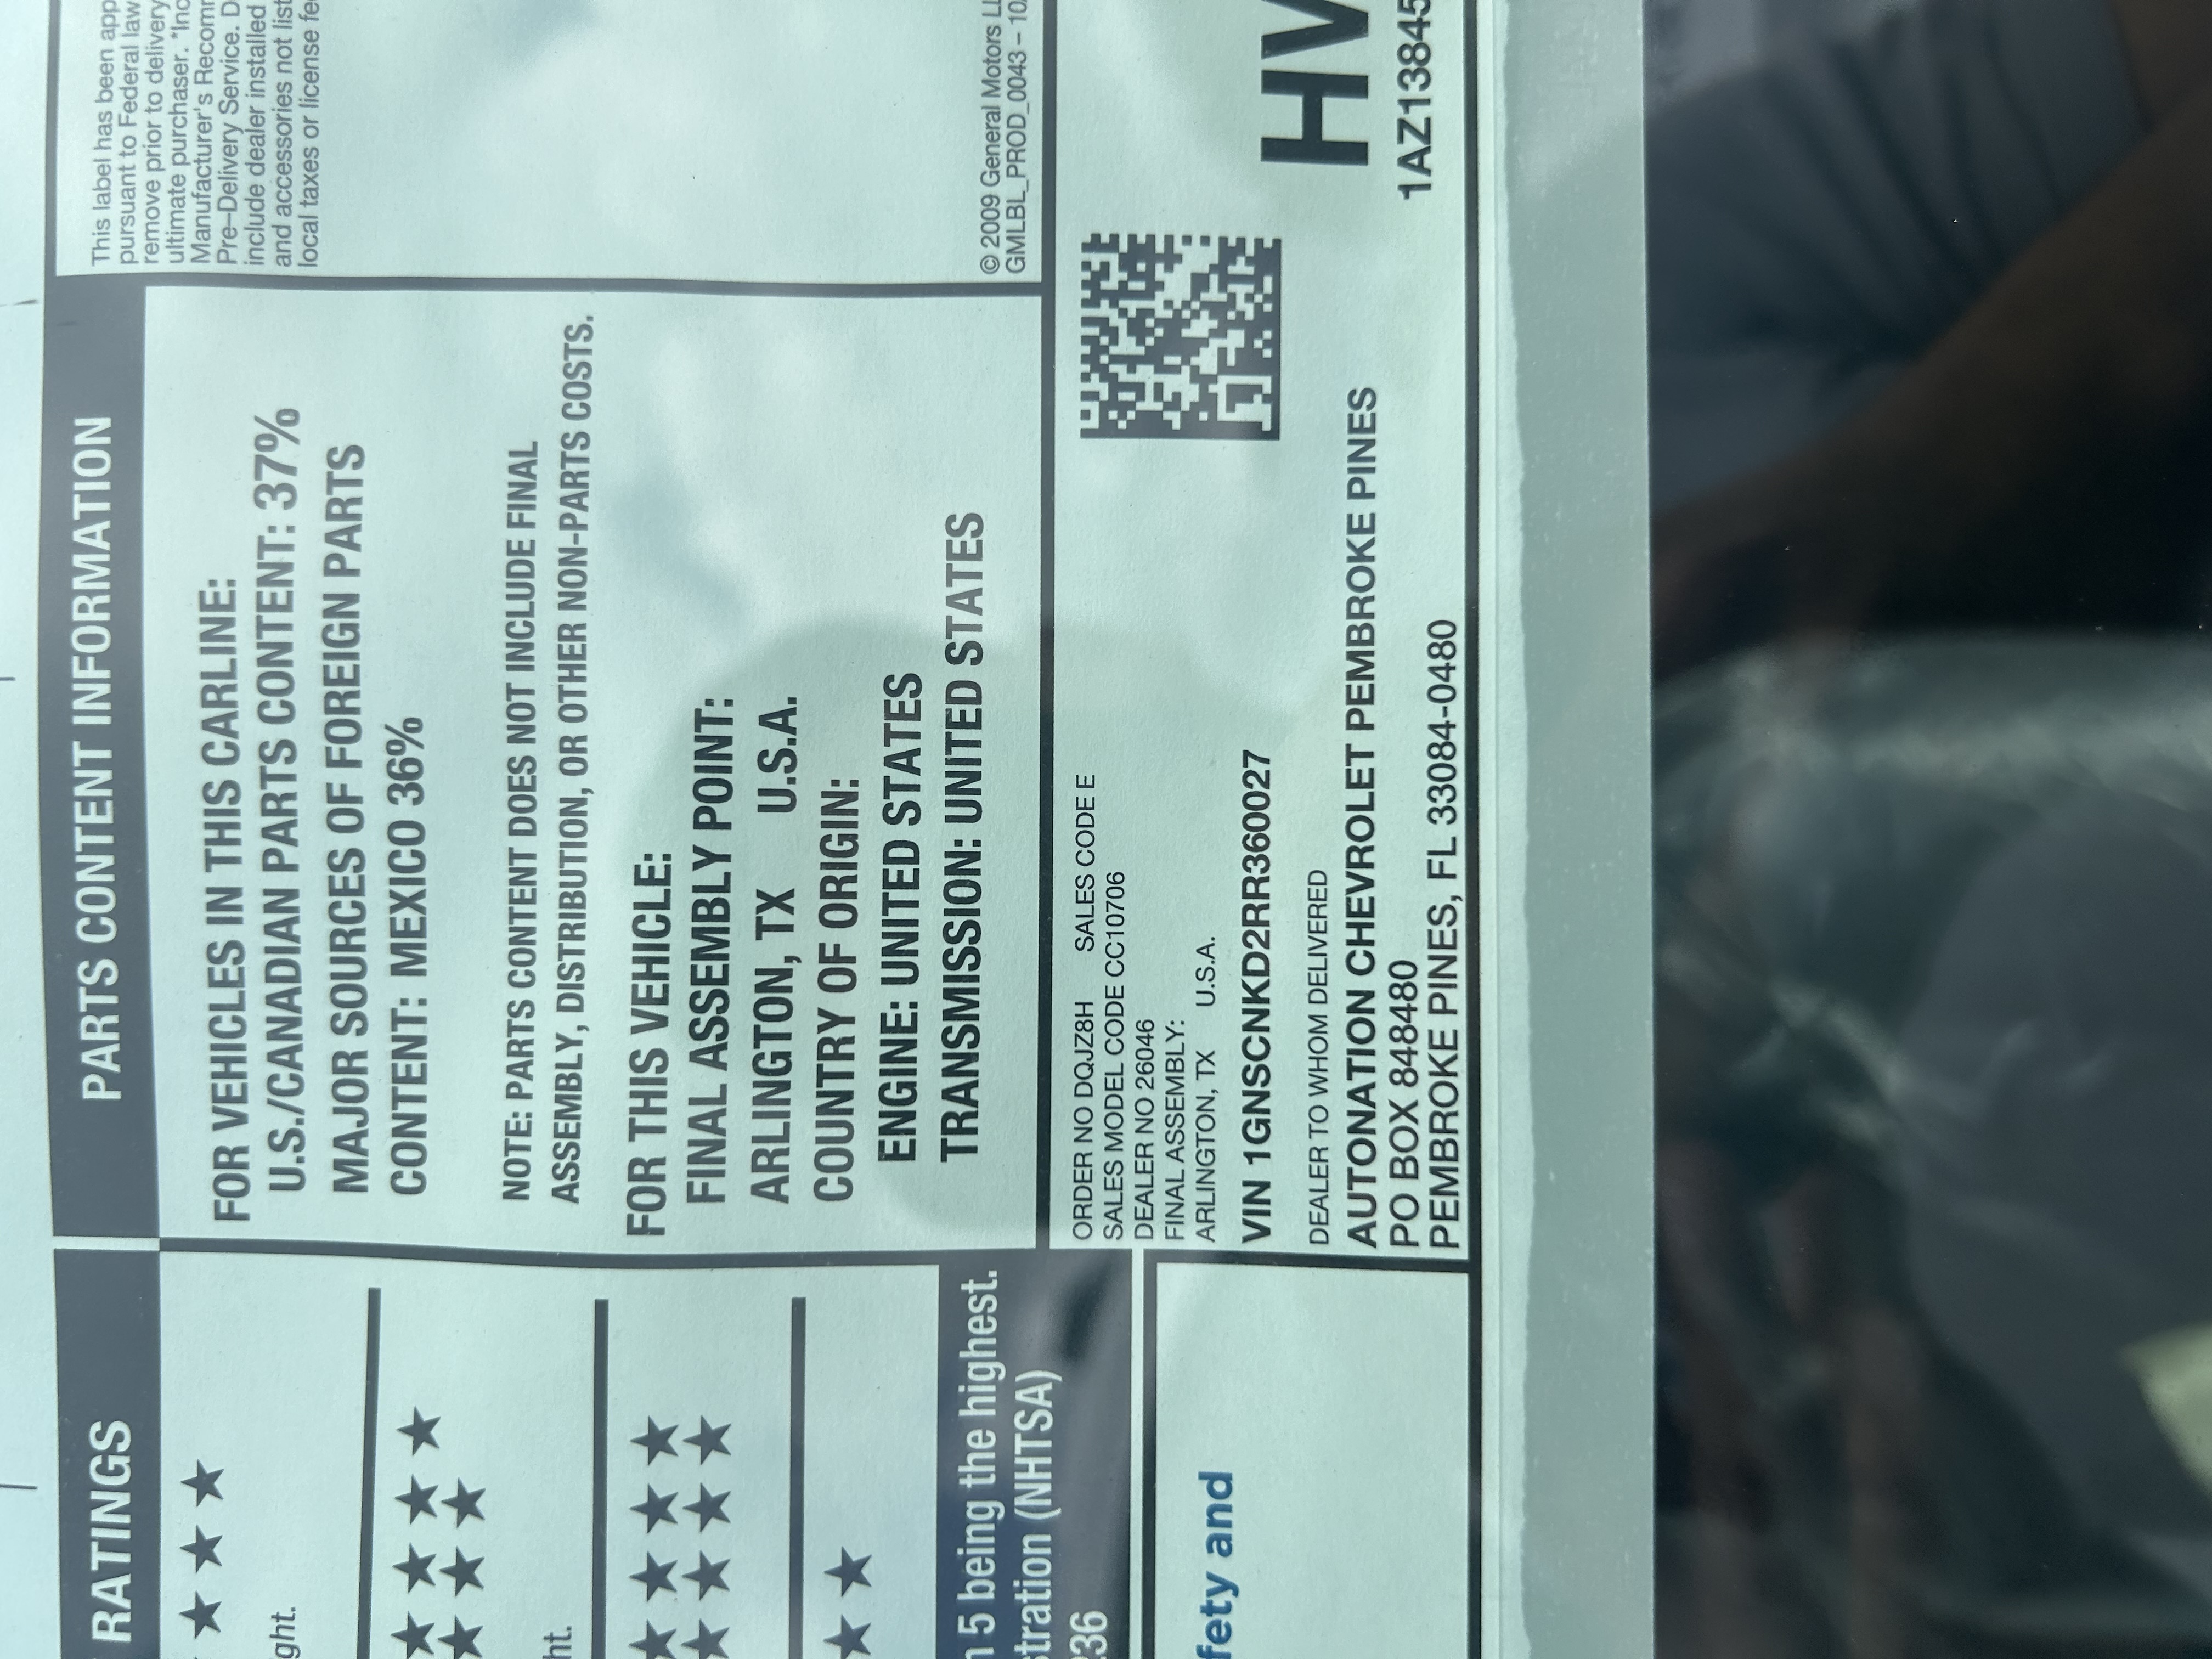 RATINGS
ght.
ht.
5 being the highest.
stration (NHTSA)
236
fety and
PARTS CONTENT INFORMATION
FOR VEHICLES IN THIS CARLINE:
U.S./CANADIAN PARTS CONTENT: 37%
MAJOR SOURCES OF FOREIGN PARTS
CONTENT: MEXICO 36%
NOTE: PARTS CONTENT DOES NOT INCLUDE FINAL
ASSEMBLY, DISTRIBUTION, OR OTHER NON-PARTS COSTS.
FOR THIS VEHICLE:
FINAL ASSEMBLY POINT:
ARLINGTON, TX U.S.A.
COUNTRY OF ORIGIN:
ENGINE: UNITED STATES
TRANSMISSION: UNITED STATES
This label has been app
pursuant to Federal law
remove prior to delivery
ultimate purchaser. *Inc
Manufacturer's Recomm
Pre-Delivery Service. D
include dealer installed
and accessories not list
local taxes or license fe
© 2009 General Motors LL
GMLBL_PROD_0043 – 10
ORDER NO DQJZ8H SALES CODE E
SALES MODEL CODE CC10706
DEALER NO 26046
FINAL ASSEMBLY:
ARLINGTON, TX U.S.A.
VIN 1GNSCNKD2RR360027
DEALER TO WHOM DELIVERED
AUTONATION CHEVROLET PEMBROKE PINES
PO BOX 848480
PEMBROKE PINES, FL 33084-0480
HV
1AZ13845